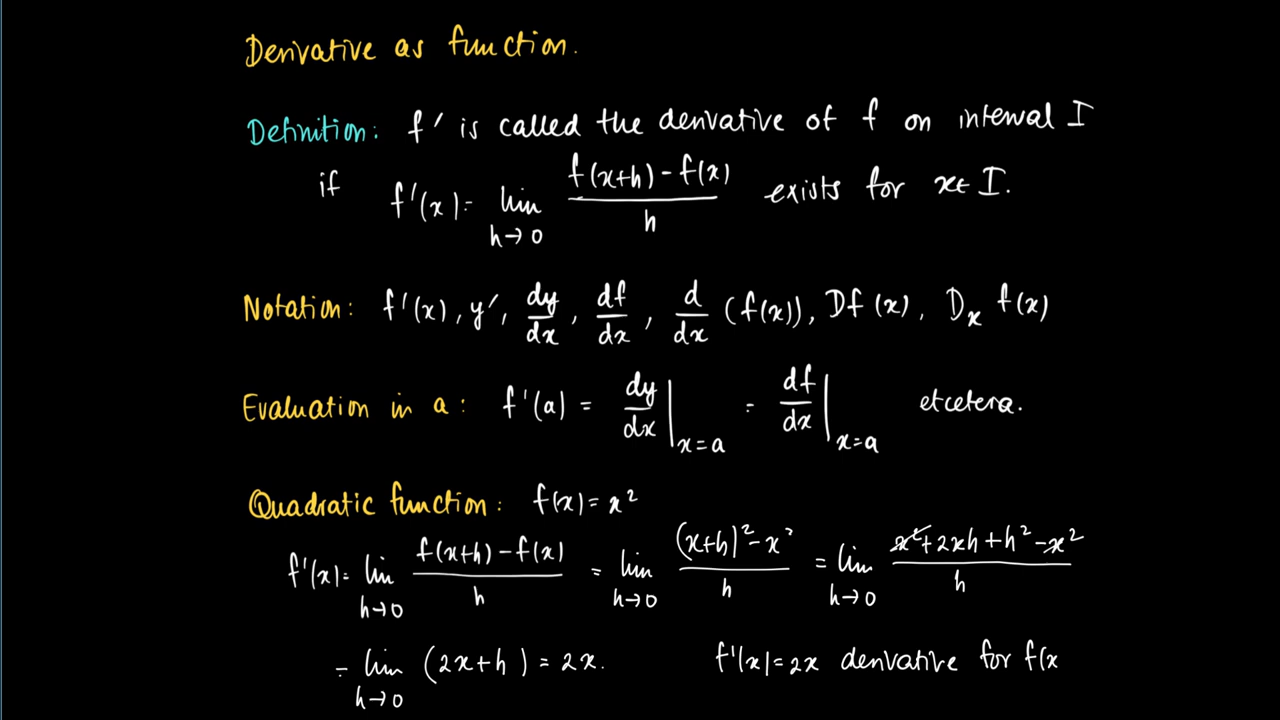 Derivative as function.
Definition: f' is called the derivative of f on interval I
if f'(x) = lim_{h→0} (f(x+h) - f(x))/h exists for x ∈ I.
Notation: f'(x), y', dy/dx, df/dx, d/dx (f(x)), Df(x), D_x f(x)
Evaluation in a: f'(a) = dy/dx |_{x=a} = df/dx |_{x=a} etcetera.
Quadratic function: f(x) = x²
f'(x) = lim_{h→0} (f(x+h) - f(x))/h = lim_{h→0} ((x+h)² - x²)/h = lim_{h→0} (x² + 2xh + h² - x²)/h
= lim_{h→0} (2x+h) = 2x. f'(x) = 2x derivative for f(x